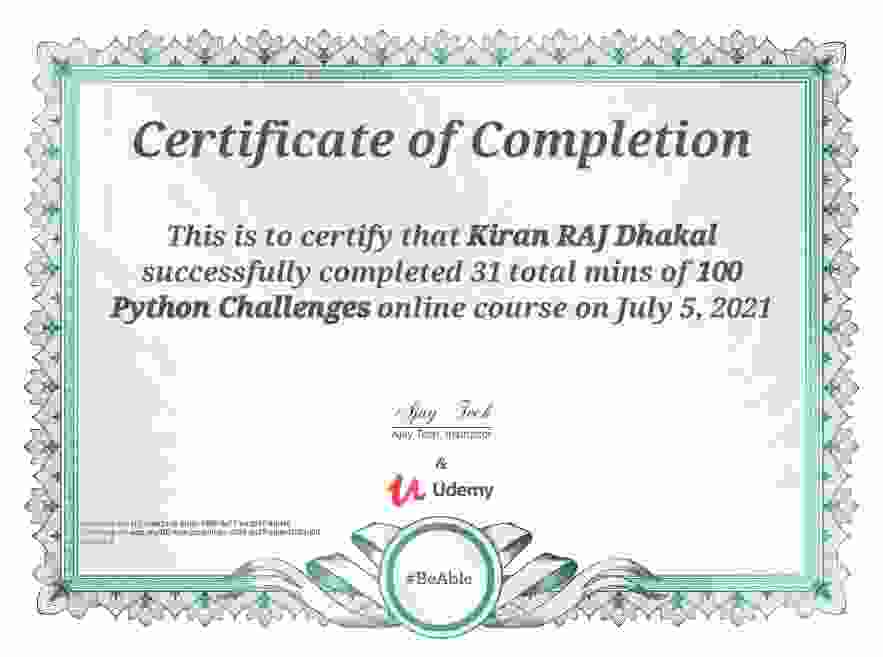 Certificate of Completion
This is to certify that Kiran RAJ Dhakal
successfully completed 31 total mins of 100
Python Challenges online course on July 5, 2021
Ajay Tech
Ajay Tech, Instructor
&
Udemy
#BeAble